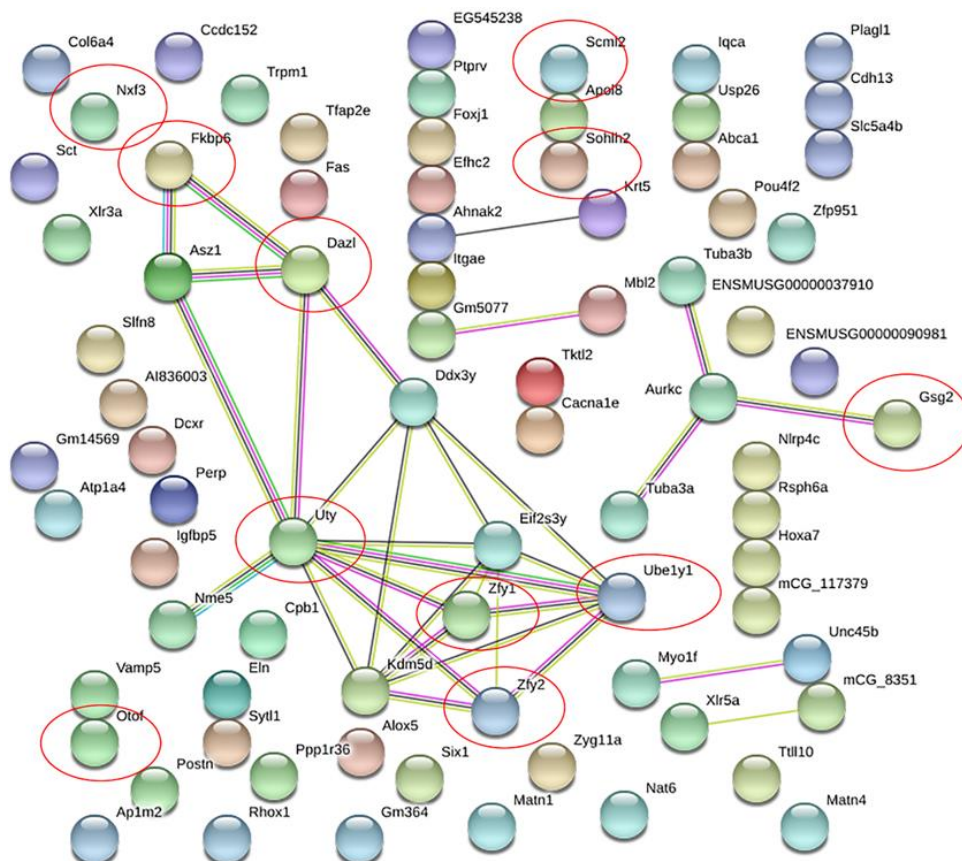 EG545238
Ccdc152
Col6a4
Scml2
Iqca
Plagl1
Ptprv
Trpm1
Nxf3
Apol8
Usp26
Cdh13
Foxj1
Tfap2e
Fkbp6
Sohlh2
Abca1
Slc5a4b
Efhc2
Sct
Fas
Krt5
Ahnak2
Pou4f2
Zfp951
Xlr3a
Asz1
Dazl
Itgae
Tuba3b
Mbl2
ENSMUSG00000037910
Gm5077
Slfn8
ENSMUSG00000090981
Tktl2
AI836003
Ddx3y
Aurkc
Cacna1e
Gsg2
Dcxr
Gm14569
Nlrp4c
Perp
Atp1a4
Rsph6a
Tuba3a
Uty
Eif2s3y
Igfbp5
Hoxa7
Ube1y1
Zfy1
mCG_117379
Nme5
Cpb1
Unc45b
Kdm5d
Vamp5
Eln
Zfy2
Myo1f
mCG_8351
Otof
Xlr5a
Sytl1
Alox5
Ppp1r36
Six1
Zyg11a
Postn
Ttll10
Ap1m2
Rhox1
Gm364
Matn1
Nat6
Matn4